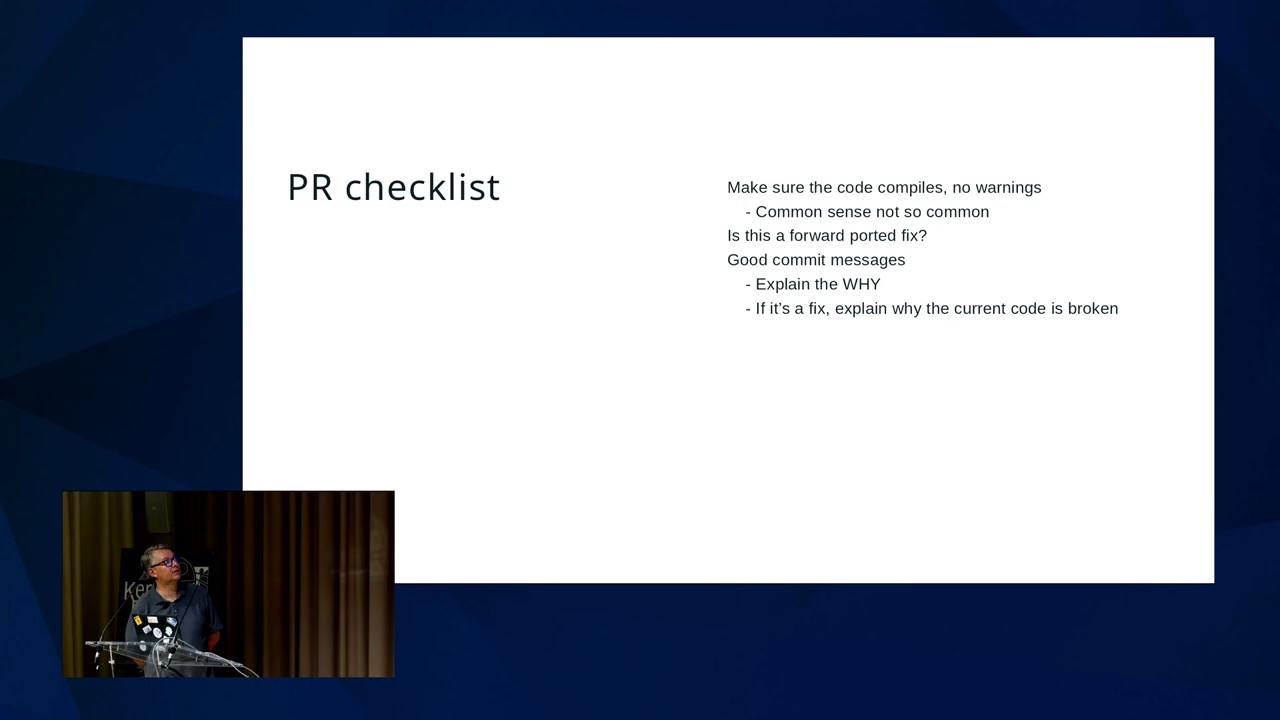 PR checklist
Make sure the code compiles, no warnings
- Common sense not so common
Is this a forward ported fix?
Good commit messages
- Explain the WHY
- If it’s a fix, explain why the current code is broken
Ker